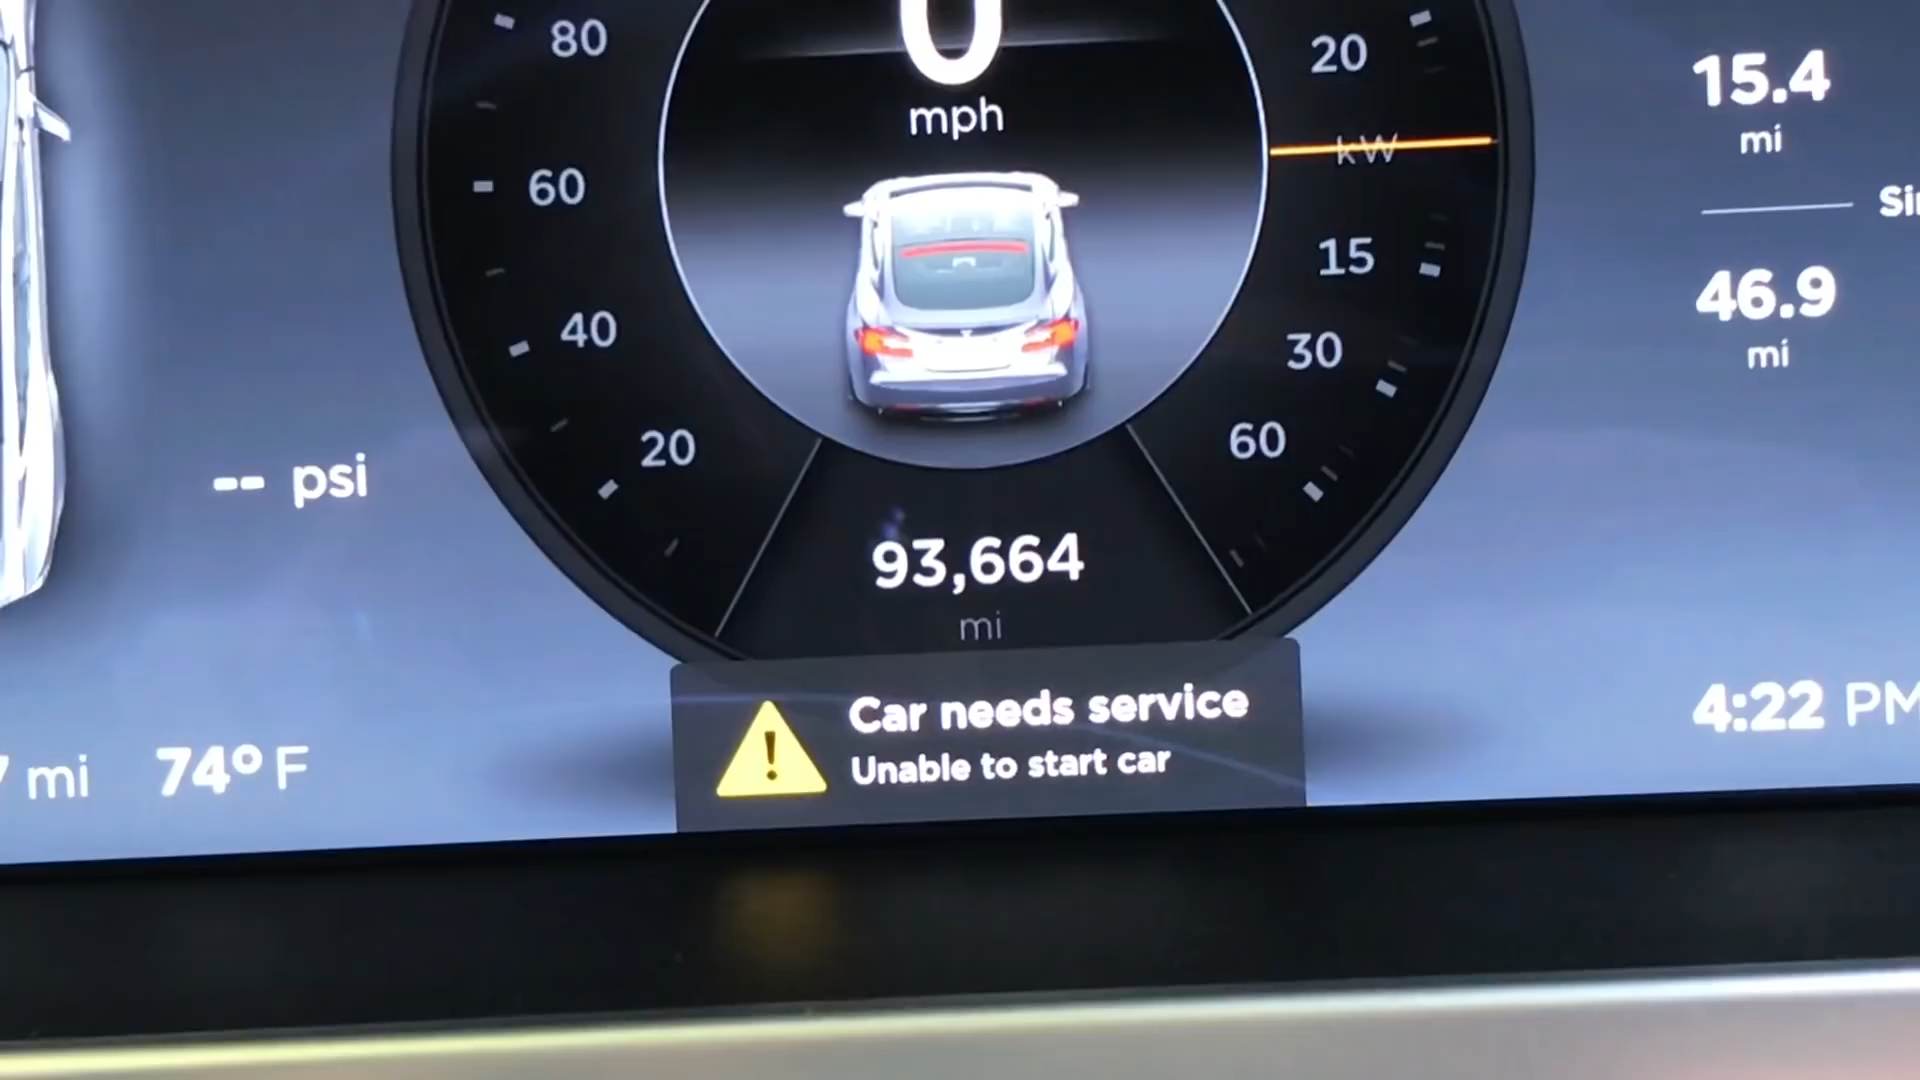 0
mph
80
60
40
20
20
kW
15
30
60
93,664
mi
-- psi
7 mi 74°F
15.4
mi
46.9
mi
4:22 PM
Car needs service
Unable to start car